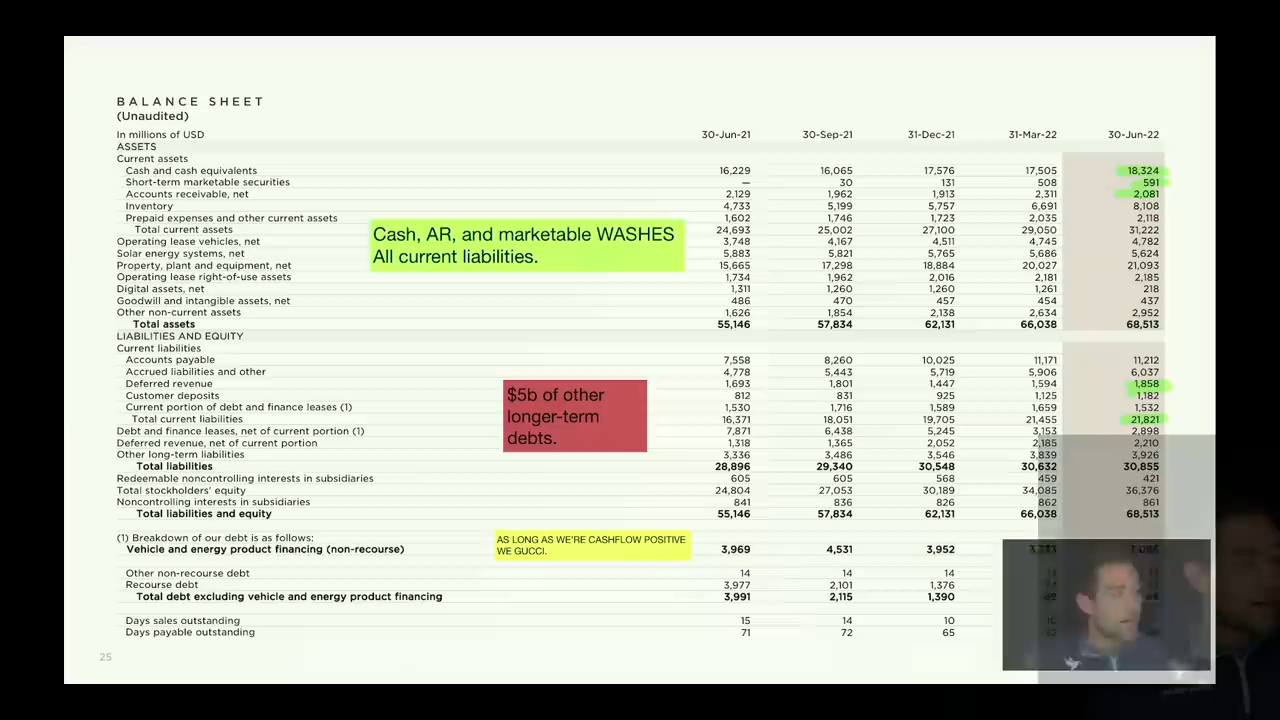 BALANCE SHEET
(Unaudited)
In millions of USD 30-Jun-21 30-Sep-21 31-Dec-21 31-Mar-22 30-Jun-22
ASSETS
Current assets
Cash and cash equivalents 16,229 16,065 17,576 17,505 18,324
Short-term marketable securities — 30 131 508 591
Accounts receivable, net 2,129 1,962 1,913 2,311 2,081
Inventory 4,733 5,199 5,757 6,691 8,108
Prepaid expenses and other current assets 1,602 1,746 1,723 2,035 2,118
Total current assets 24,693 25,002 27,100 29,050 31,222
Operating lease vehicles, net 3,748 4,167 4,511 4,745 4,782
Solar energy systems, net 5,883 5,821 5,765 5,686 5,624
Property, plant and equipment, net 15,665 17,298 18,884 20,027 21,093
Operating lease right-of-use assets 1,734 1,962 2,016 2,181 2,185
Digital assets, net 1,311 1,260 1,260 1,261 218
Goodwill and intangible assets, net 486 470 457 454 437
Other non-current assets 1,626 1,854 2,138 2,634 2,952
Total assets 55,146 57,834 62,131 66,038 68,513
Cash, AR, and marketable WASHES
All current liabilities.
LIABILITIES AND EQUITY
Current liabilities
Accounts payable 7,558 8,260 10,025 11,171 11,212
Accrued liabilities and other 4,778 5,443 5,719 5,906 6,037
Deferred revenue 1,693 1,801 1,447 1,594 1,858
Customer deposits 812 831 925 1,125 1,182
Current portion of debt and finance leases (1) 1,530 1,716 1,589 1,659 1,532
Total current liabilities 16,371 18,051 19,705 21,455 21,821
Debt and finance leases, net of current portion (1) 7,871 6,438 5,245 3,153 2,898
Deferred revenue, net of current portion 1,318 1,365 2,052 2,185 2,210
Other long-term liabilities 3,336 3,486 3,546 3,839 3,926
Total liabilities 28,896 29,340 30,548 30,632 30,855
Redeemable noncontrolling interests in subsidiaries 605 605 568 459 421
Total stockholders' equity 24,804 27,053 30,189 34,085 36,376
Noncontrolling interests in subsidiaries 841 836 826 862 861
Total liabilities and equity 55,146 57,834 62,131 66,038 68,513
$5b of other
longer-term
debts.
(1) Breakdown of our debt is as follows:
Vehicle and energy product financing (non-recourse) 3,969 4,531 3,952
AS LONG AS WE'RE CASHFLOW POSITIVE
WE GUCCI.
Other non-recourse debt 14 14 14
Recourse debt 3,977 2,101 1,376
Total debt excluding vehicle and energy product financing 3,991 2,115 1,390
Days sales outstanding 15 14 10
Days payable outstanding 71 72 65
25